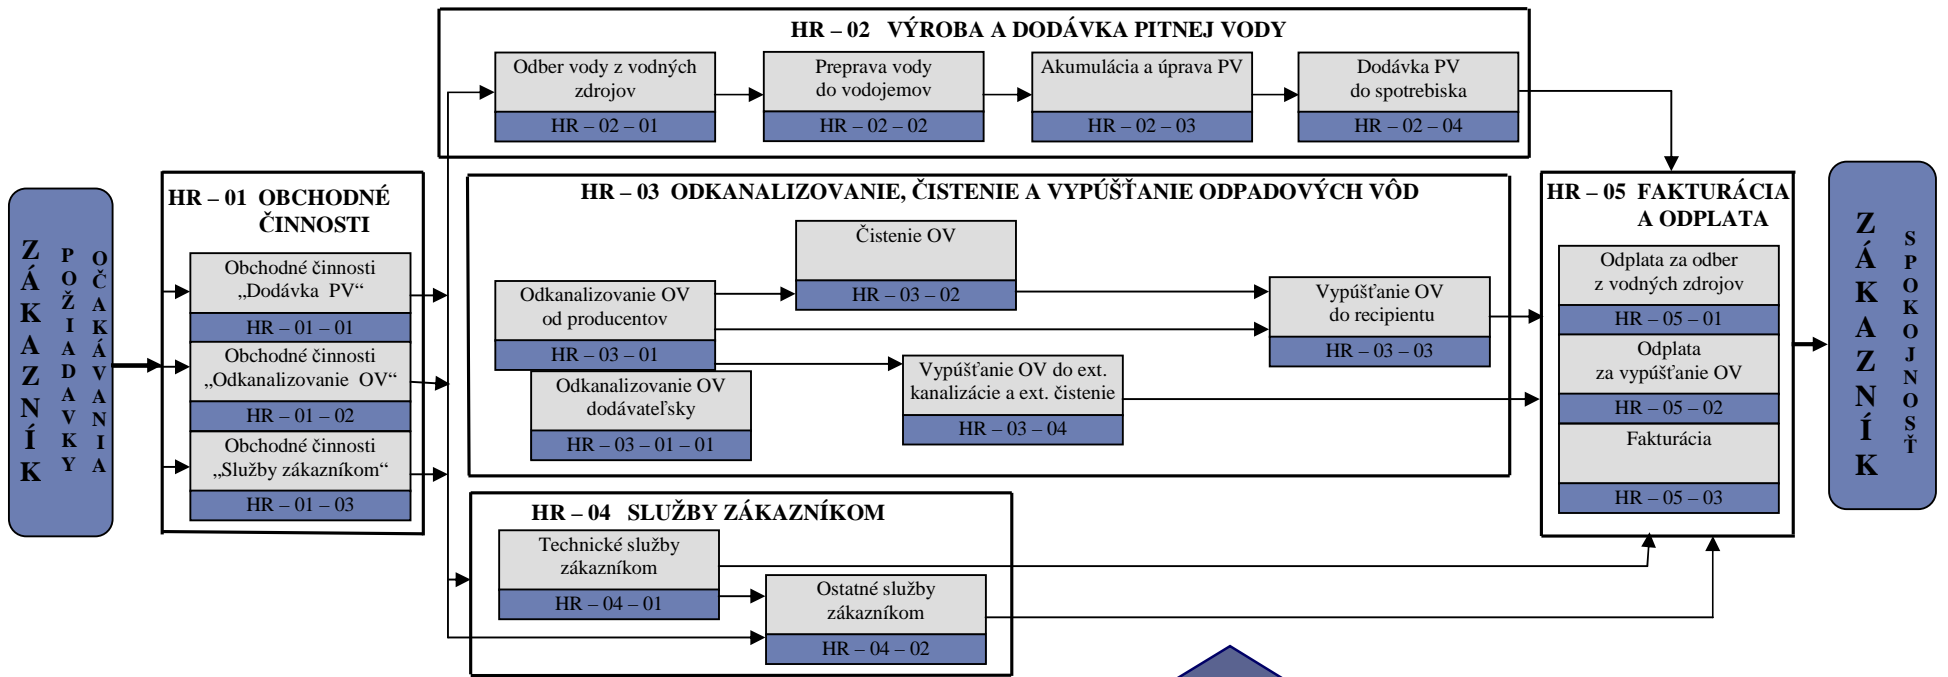 ZÁKAZNÍK
POŽIADAVKY
OČAKÁVANIA
HR – 01 OBCHODNÉ
ČINNOSTI
Obchodné činnosti
„Dodávka PV“
HR – 01 – 01
Obchodné činnosti
„Odkanalizovanie OV“
HR – 01 – 02
Obchodné činnosti
„Služby zákazníkom“
HR – 01 – 03
HR – 02 VÝROBA A DODÁVKA PITNEJ VODY
Odber vody z vodných
zdrojov
HR – 02 – 01
Preprava vody
do vodojemov
HR – 02 – 02
Akumulácia a úprava PV
HR – 02 – 03
Dodávka PV
do spotrebiska
HR – 02 – 04
HR – 03 ODKANALIZOVANIE, ČISTENIE A VYPÚŠŤANIE ODPADOVÝCH VÔD
Odkanalizovanie OV
od producentov
HR – 03 – 01
Odkanalizovanie OV
dodávateľsky
HR – 03 – 01 – 01
Čistenie OV
HR – 03 – 02
Vypúšťanie OV
do recipientu
HR – 03 – 03
Vypúšťanie OV do ext.
kanalizácie a ext. čistenie
HR – 03 – 04
HR – 04 SLUŽBY ZÁKAZNÍKOM
Technické služby
zákazníkom
HR – 04 – 01
Ostatné služby
zákazníkom
HR – 04 – 02
HR – 05 FAKTURÁCIA
A ODPLATA
Odplata za odber
z vodných zdrojov
HR – 05 – 01
Odplata
za vypúšťanie OV
HR – 05 – 02
Fakturácia
HR – 05 – 03
ZÁKAZNÍK
SPOKOJNOSŤ